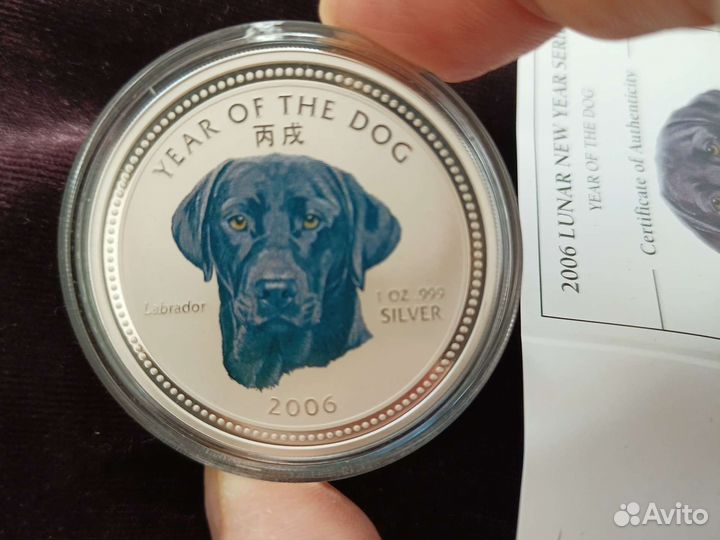 YEAR OF THE DOG
丙戌
Labrador
1 OZ .999
SILVER
2006
2006 LUNAR NEW YEAR SERI
YEAR OF THE DOG
Certificate of Authenticity
Avito